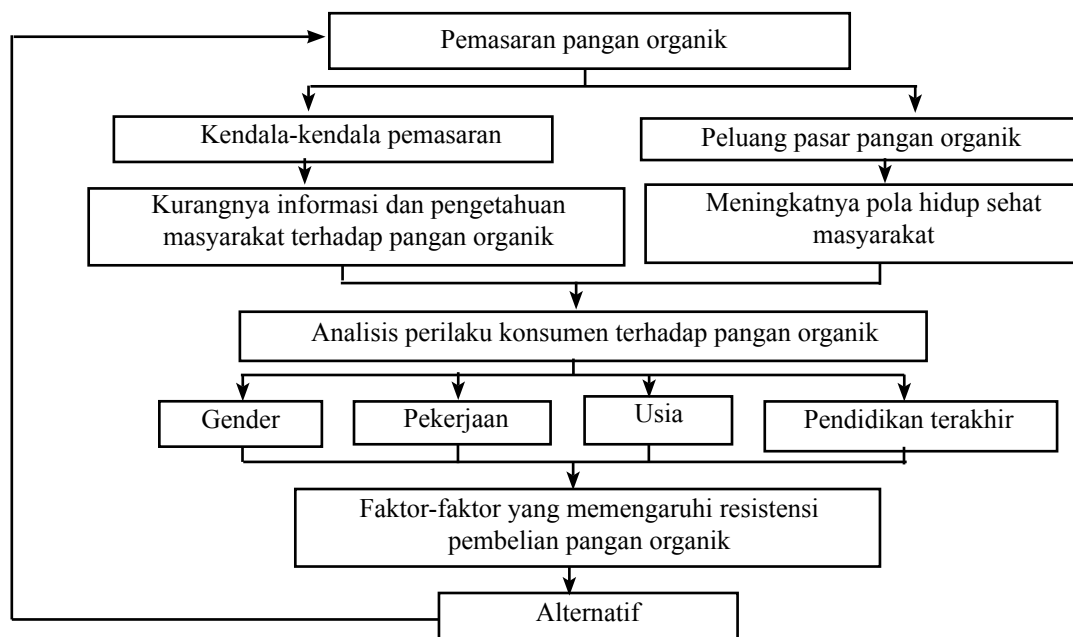 Pemasaran pangan organik
Kendala-kendala pemasaran
Peluang pasar pangan organik
Kurangnya informasi dan pengetahuan
masyarakat terhadap pangan organik
Meningkatnya pola hidup sehat
masyarakat
Analisis perilaku konsumen terhadap pangan organik
Gender
Pekerjaan
Usia
Pendidikan terakhir
Faktor-faktor yang memengaruhi resistensi
pembelian pangan organik
Alternatif